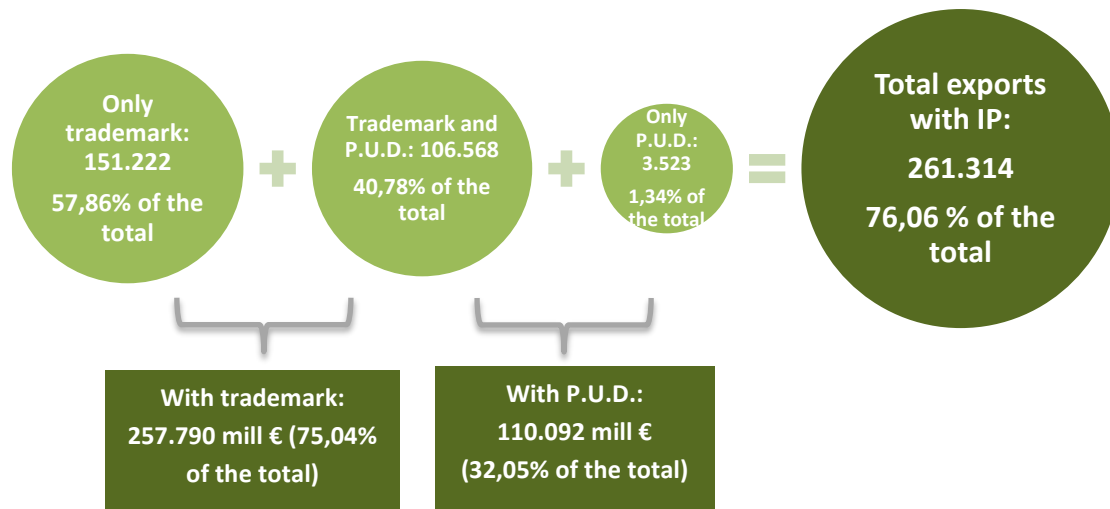 Only
trademark:
151.222
57,86% of the
total
Trademark and
P.U.D.: 106.568
40,78% of the
total
Only
P.U.D.:
3.523
1,34% of
the total
Total exports
with IP:
261.314
76,06 % of the
total
With trademark:
257.790 mill € (75,04%
of the total)
With P.U.D.:
110.092 mill €
(32,05% of the total)